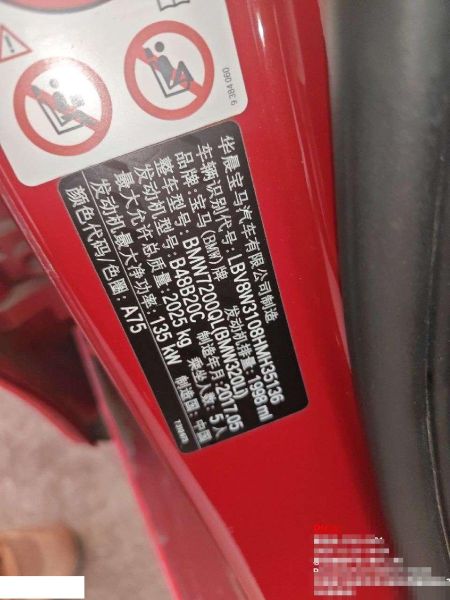 9 384 060
华晨宝马汽车有限公司制造
车辆识别代号: LBV8W3106HMH35136
品牌: 宝马 (BMW) 牌 发动机排量: 1998 ml
整车型号: BMW7200QL(BMW320Li)
发动机型号: B48B20C 制造年月: 2017.05
最大允许总质量: 2025 kg 乘坐人数: 5人
发动机最大净功率: 135 kW 制造国: 中国
颜色代码/色圈: A75